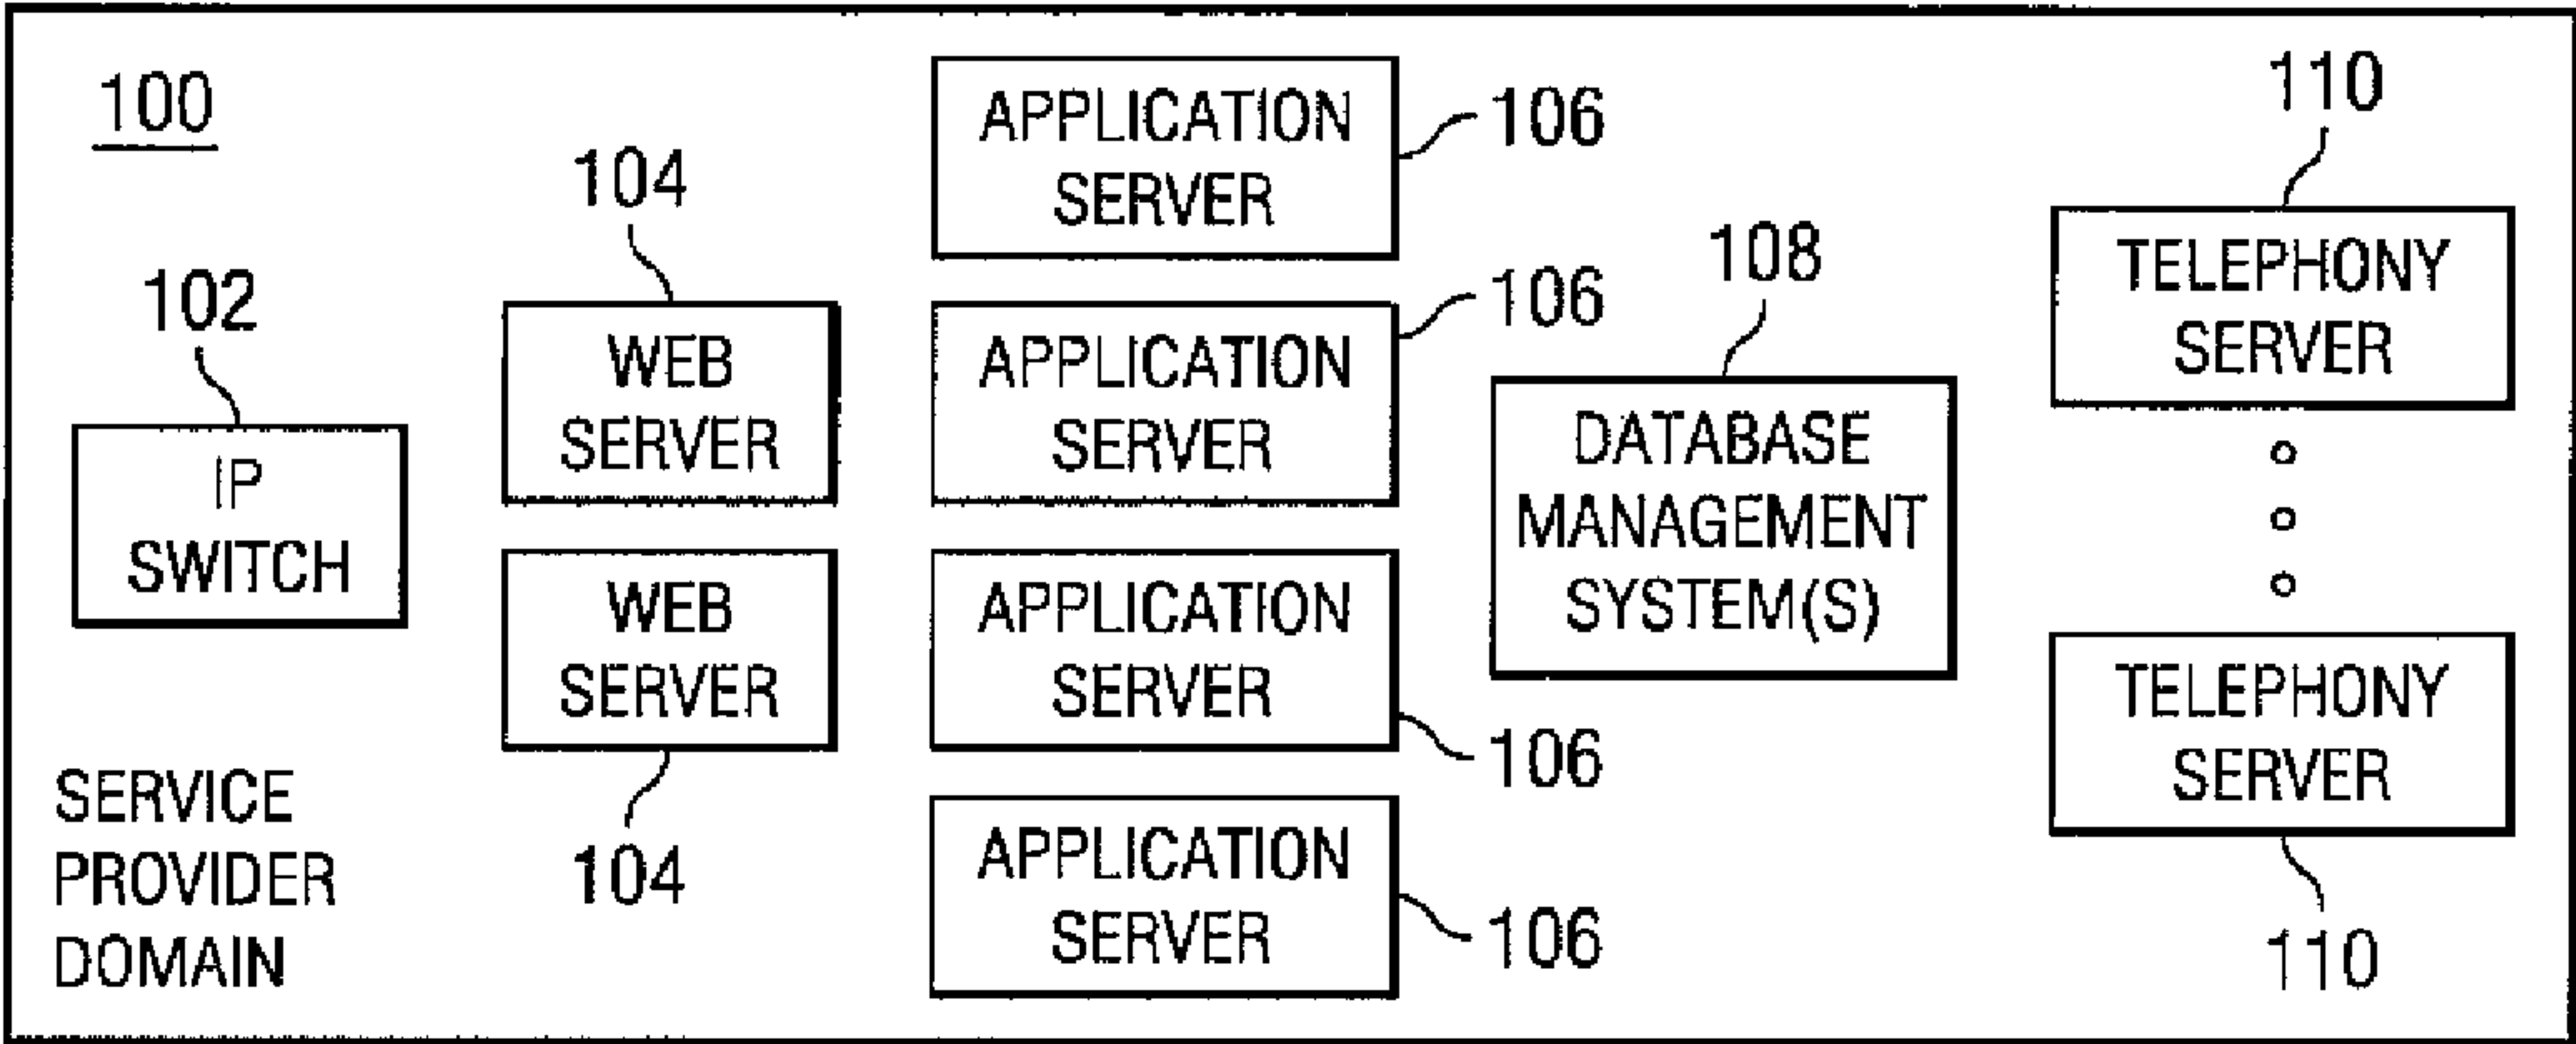 100
102
IP
SWITCH
SERVICE
PROVIDER
DOMAIN
104
WEB
SERVER
WEB
SERVER
104
APPLICATION
SERVER
106
APPLICATION
SERVER
106
APPLICATION
SERVER
106
APPLICATION
SERVER
106
108
DATABASE
MANAGEMENT
SYSTEM(S)
110
TELEPHONY
SERVER
TELEPHONY
SERVER
110